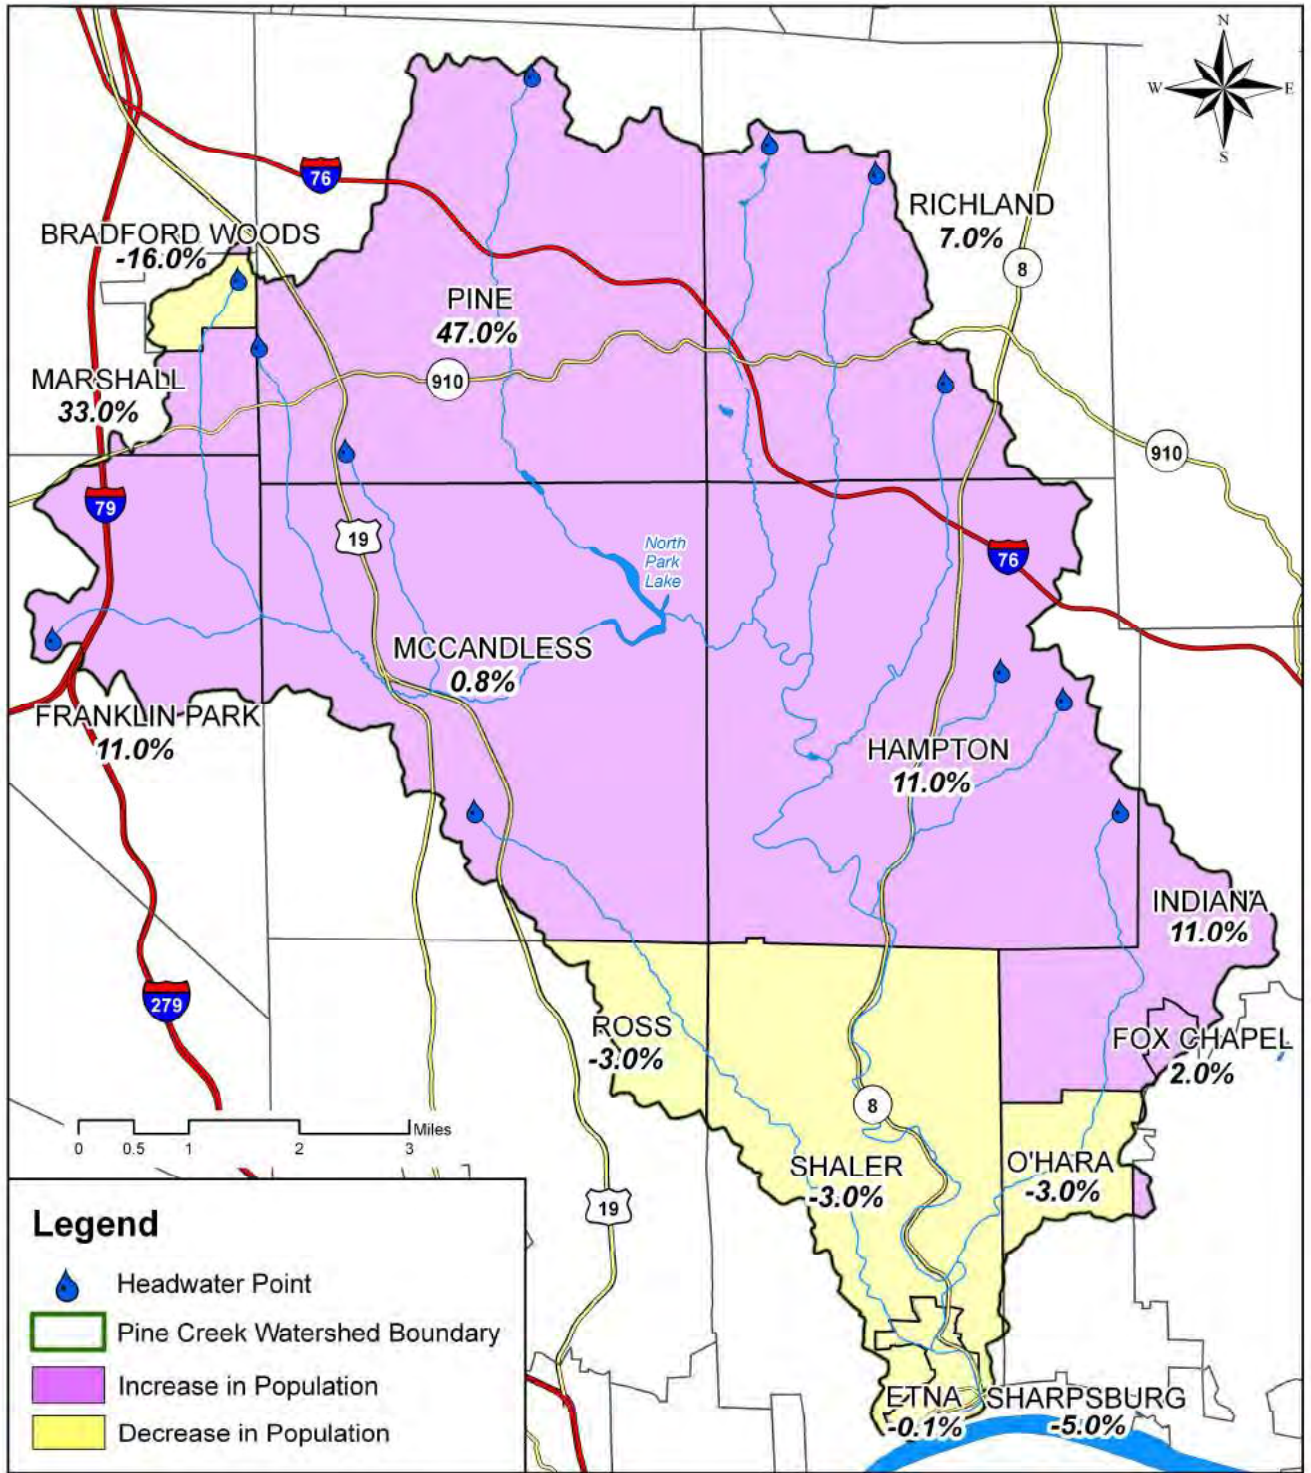 N
W
E
S
76
BRADFORD WOODS
-16.0%
RICHLAND
7.0%
8
PINE
47.0%
MARSHALL
33.0%
910
910
79
19
North
Park
Lake
76
MCCANDLESS
0.8%
FRANKLIN PARK
11.0%
HAMPTON
11.0%
INDIANA
11.0%
279
ROSS
-3.0%
FOX CHAPEL
2.0%
8
Miles
0 0.5 1 2 3
SHALER
-3.0%
O'HARA
-3.0%
19
Legend
Headwater Point
Pine Creek Watershed Boundary
Increase in Population
Decrease in Population
ETNA
-0.1%
SHARPSBURG
-5.0%